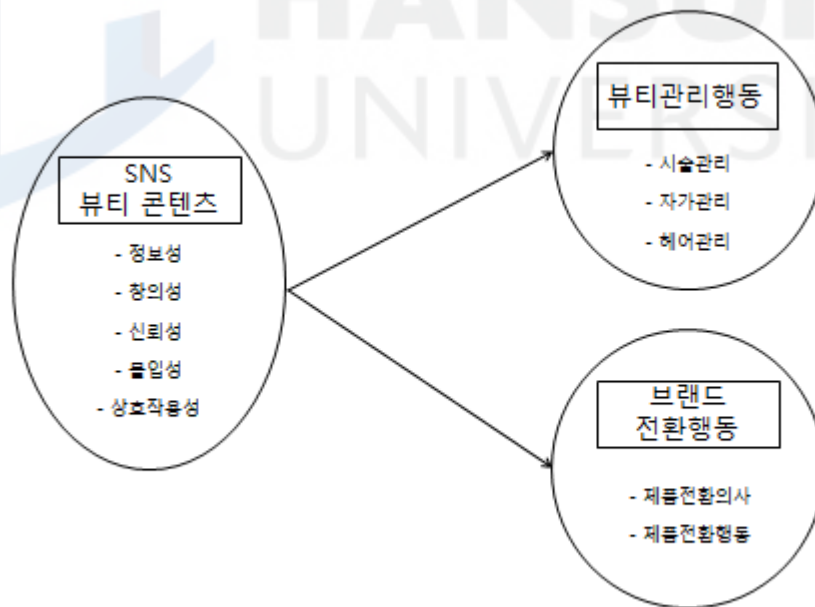 HANSUNG
UNIVERSI
SNS
뷰티 콘텐츠
- 정보성
- 창의성
- 신뢰성
- 몰입성
- 상호작용성
뷰티관리행동
- 시술관리
- 자가관리
- 헤어관리
브랜드
전환행동
- 제품전환의사
- 제품전환행동